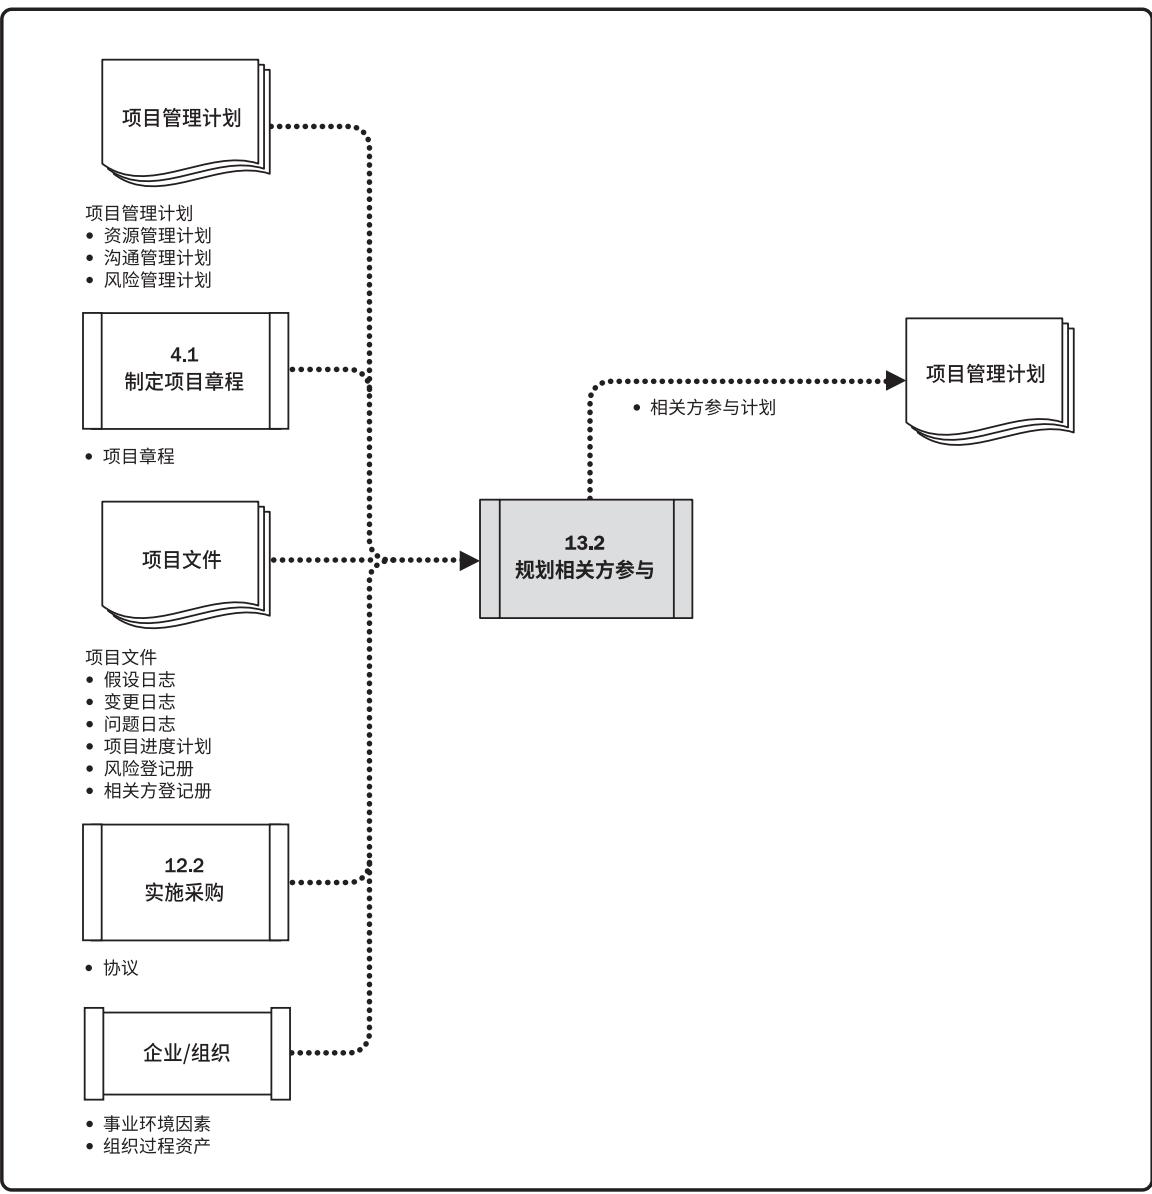 项目管理计划
项目管理计划
• 资源管理计划
• 沟通管理计划
• 风险管理计划
4.1
制定项目章程
• 项目章程
项目文件
项目文件
• 假设日志
• 变更日志
• 问题日志
• 项目进度计划
• 风险登记册
• 相关方登记册
12.2
实施采购
• 协议
企业/组织
• 事业环境因素
• 组织过程资产
13.2
规划相关方参与
• 相关方参与计划
项目管理计划